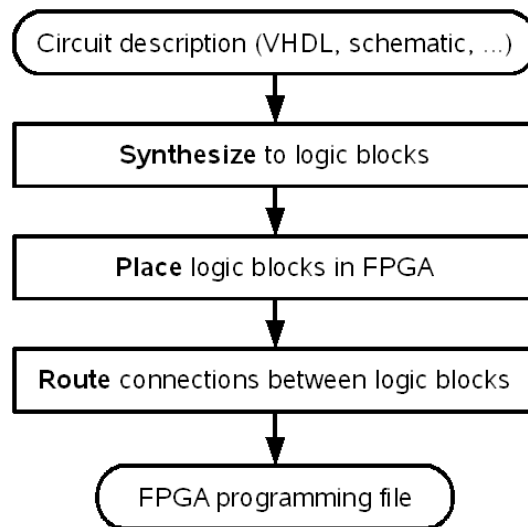 Circuit description (VHDL, schematic, ...)
Synthesize to logic blocks
Place logic blocks in FPGA
Route connections between logic blocks
FPGA programming file